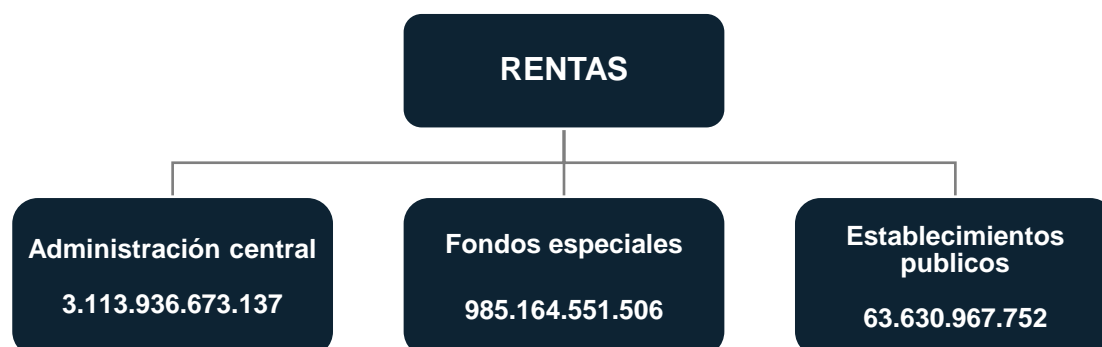 RENTAS
Administración central
3.113.936.673.137
Fondos especiales
985.164.551.506
Establecimientos
publicos
63.630.967.752